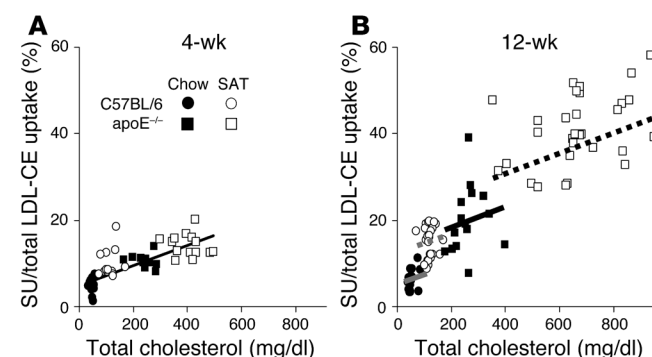 A
4-wk
SU/total LDL-CE uptake (%)
60
40
20
0
Chow SAT
C57BL/6
apoE–/–
0 200 400 600 800
Total cholesterol (mg/dl)
B
12-wk
SU/total LDL-CE uptake (%)
60
40
20
0
0 200 400 600 800
Total cholesterol (mg/dl)